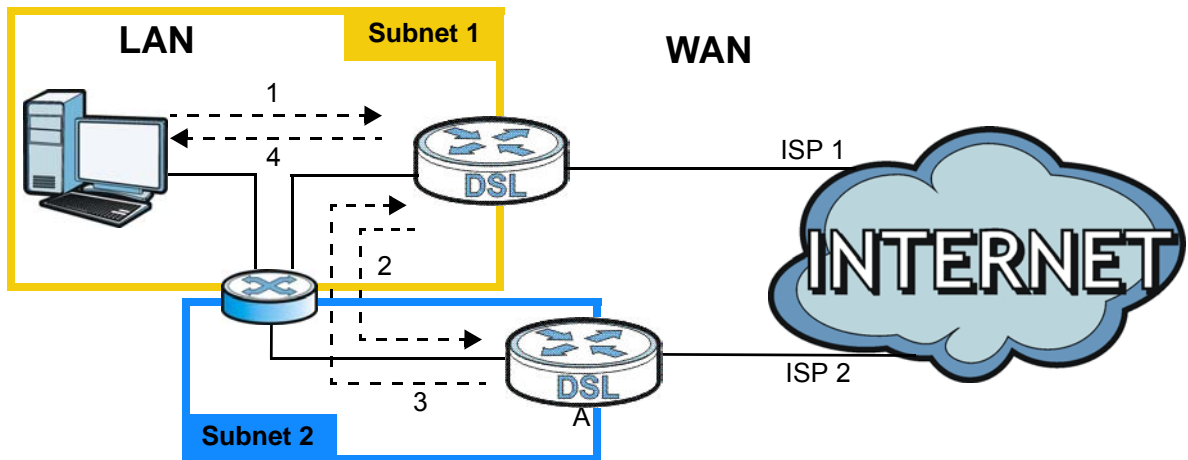 LAN
Subnet 1
WAN
1
4
DSL
ISP 1
INTERNET
2
3
DSL
A
ISP 2
Subnet 2